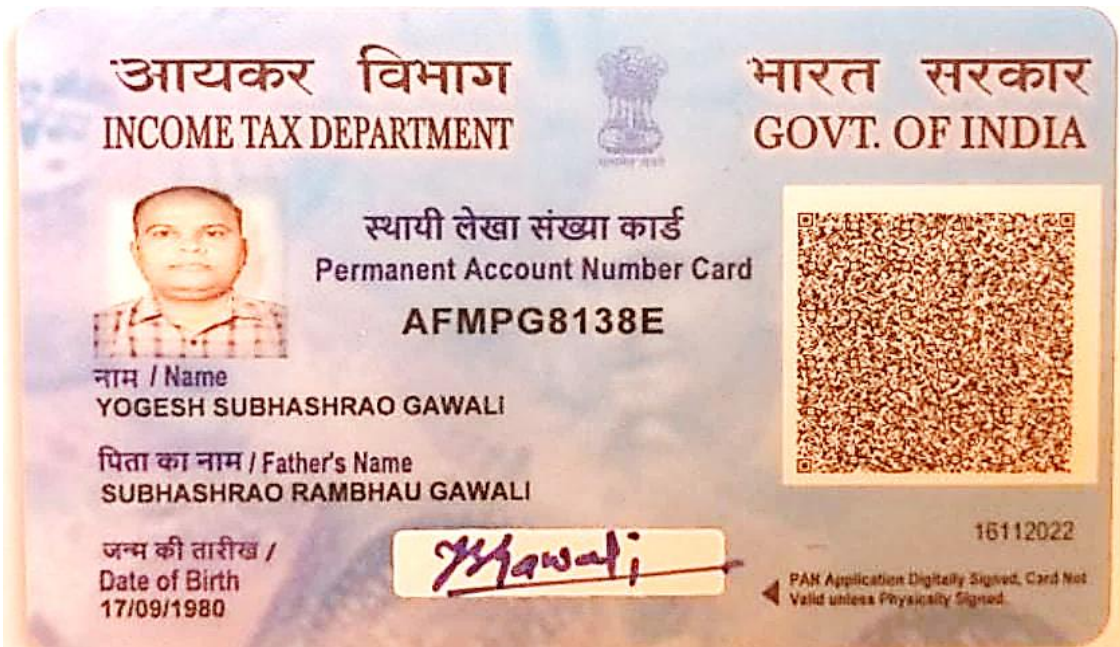 आयकर विभाग
INCOME TAX DEPARTMENT
भारत सरकार
GOVT. OF INDIA
स्थायी लेखा संख्या कार्ड
Permanent Account Number Card
AFMPG8138E
नाम / Name
YOGESH SUBHASHRAO GAWALI
पिता का नाम / Father's Name
SUBHASHRAO RAMBHAU GAWALI
जन्म की तारीख /
Date of Birth
17/09/1980
16112022
PAN Application Digitally Signed, Card Not
Valid unless Physically Signed